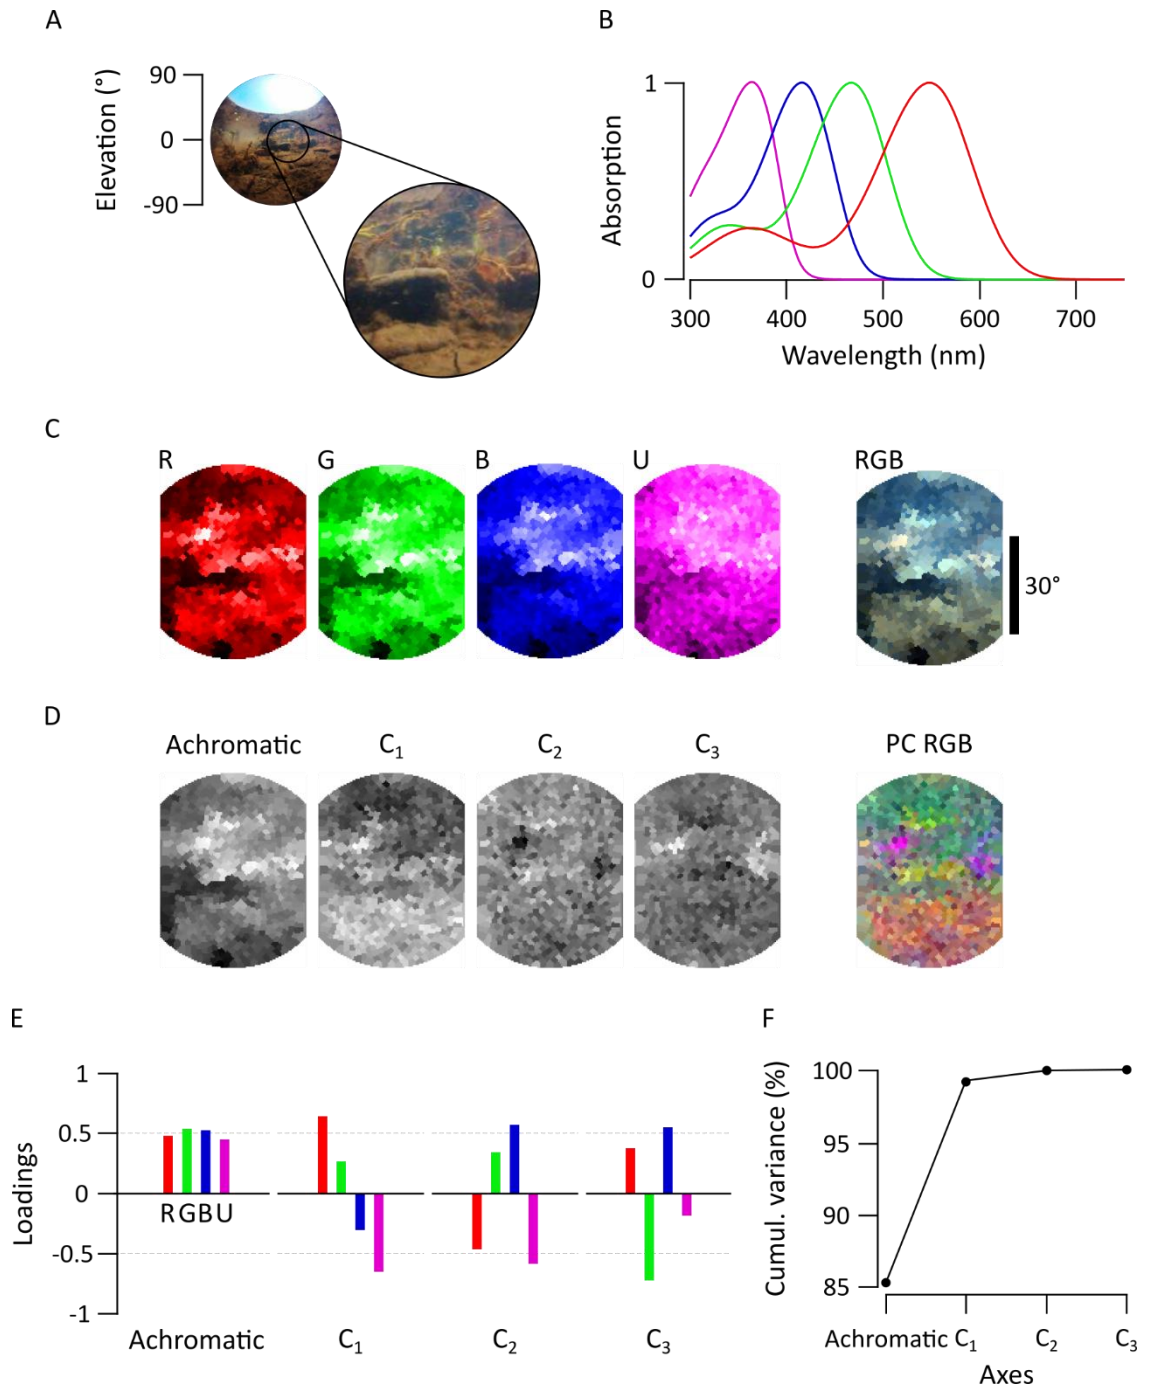 A
Elevation (°)
90
0
-90
B
Absorption
1
0
300 400 500 600 700
Wavelength (nm)
C
R G B U RGB
30°
D
Achromatic C₁ C₂ C₃ PC RGB
E
Loadings
1
0.5
0
-0.5
-1
RGBU
Achromatic C₁ C₂ C₃
F
Cumul. variance (%)
100
95
90
85
Achromatic C₁ C₂ C₃
Axes